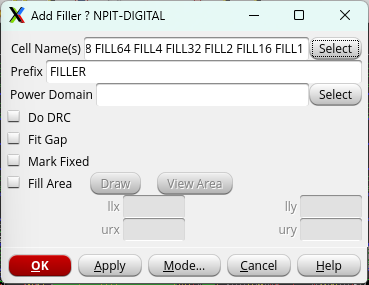 Add Filler ? NPIT-DIGITAL
Cell Name(s) 8 FILL64 FILL4 FILL32 FILL2 FILL16 FILL1 Select
Prefix FILLER
Power Domain Select
Do DRC
Fit Gap
Mark Fixed
Fill Area Draw View Area
llx lly
urx ury
OK Apply Mode... Cancel Help